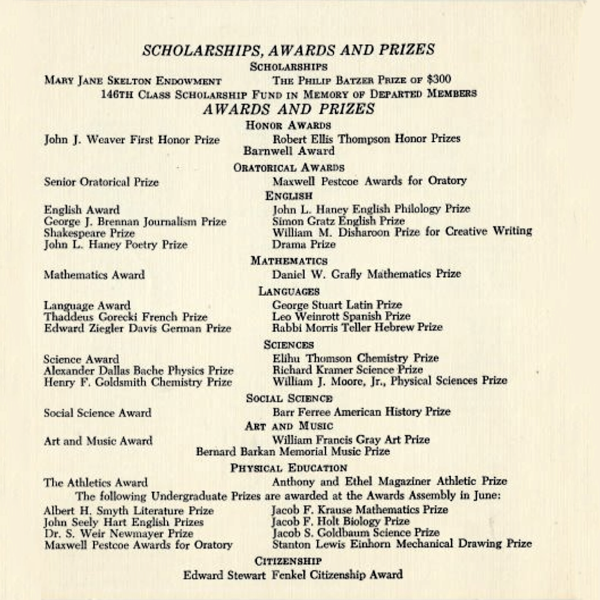 SCHOLARSHIPS, AWARDS AND PRIZES
SCHOLARSHIPS
MARY JANE SKELTON ENDOWMENT THE PHILIP BATZER PRIZE OF $300
146TH CLASS SCHOLARSHIP FUND IN MEMORY OF DEPARTED MEMBERS
AWARDS AND PRIZES
HONOR AWARDS
John J. Weaver First Honor Prize Robert Ellis Thompson Honor Prizes
Barnwell Award
ORATORICAL AWARDS
Senior Oratorical Prize Maxwell Pestcoe Awards for Oratory
ENGLISH
English Award John L. Haney English Philology Prize
George J. Brennan Journalism Prize Simon Gratz English Prize
Shakespeare Prize William M. Disharoon Prize for Creative Writing
John L. Haney Poetry Prize Drama Prize
MATHEMATICS
Mathematics Award Daniel W. Grafly Mathematics Prize
LANGUAGES
Language Award George Stuart Latin Prize
Thaddeus Gorecki French Prize Leo Weinrott Spanish Prize
Edward Ziegler Davis German Prize Rabbi Morris Teller Hebrew Prize
SCIENCES
Science Award Elihu Thomson Chemistry Prize
Alexander Dallas Bache Physics Prize Richard Kramer Science Prize
Henry F. Goldsmith Chemistry Prize William J. Moore, Jr., Physical Sciences Prize
SOCIAL SCIENCE
Social Science Award Barr Ferree American History Prize
ART AND MUSIC
Art and Music Award William Francis Gray Art Prize
Bernard Barkan Memorial Music Prize
PHYSICAL EDUCATION
The Athletics Award Anthony and Ethel Magaziner Athletic Prize
The following Undergraduate Prizes are awarded at the Awards Assembly in June:
Albert H. Smyth Literature Prize Jacob F. Krause Mathematics Prize
John Seely Hart English Prizes Jacob F. Holt Biology Prize
Dr. S. Weir Newmayer Prize Jacob S. Goldbaum Science Prize
Maxwell Pestcoe Awards for Oratory Stanton Lewis Einhorn Mechanical Drawing Prize
CITIZENSHIP
Edward Stewart Fenkel Citizenship Award